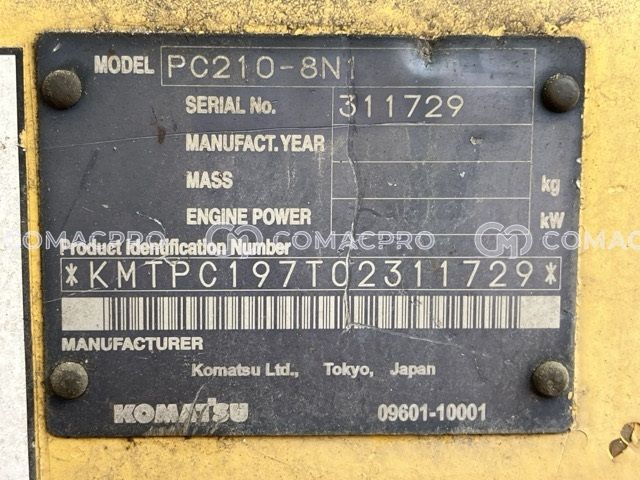 MODEL PC210-8N1
SERIAL No. 311729
MANUFACT.YEAR
MASS kg
ENGINE POWER kW
COMACPRO COMACPRO COMACPRO
Product Identification Number
*KMTPC197T02311729*
MANUFACTURER
Komatsu Ltd., Tokyo, Japan
KOMATSU 09601-10001